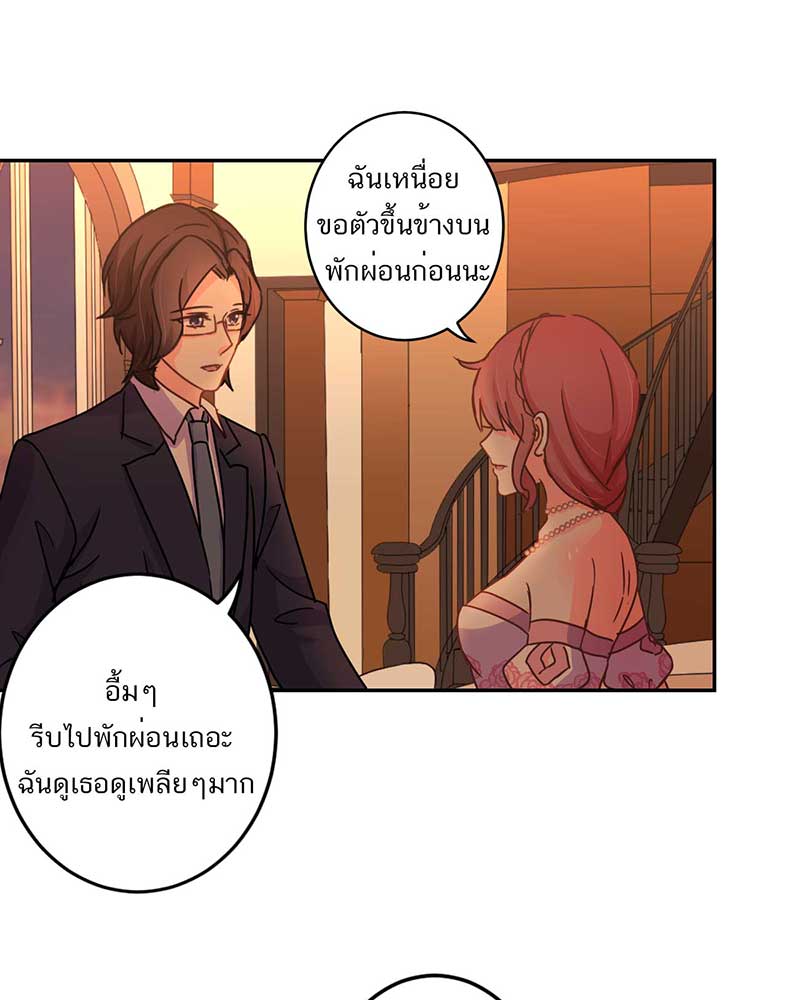 ฉันเหนื่อย
ขอตัวขึ้นข้างบน
พักผ่อนก่อนนะ
อื้มๆ
รีบไปพักผ่อนเถอะ
ฉันดูเธอดูเพลียๆมาก